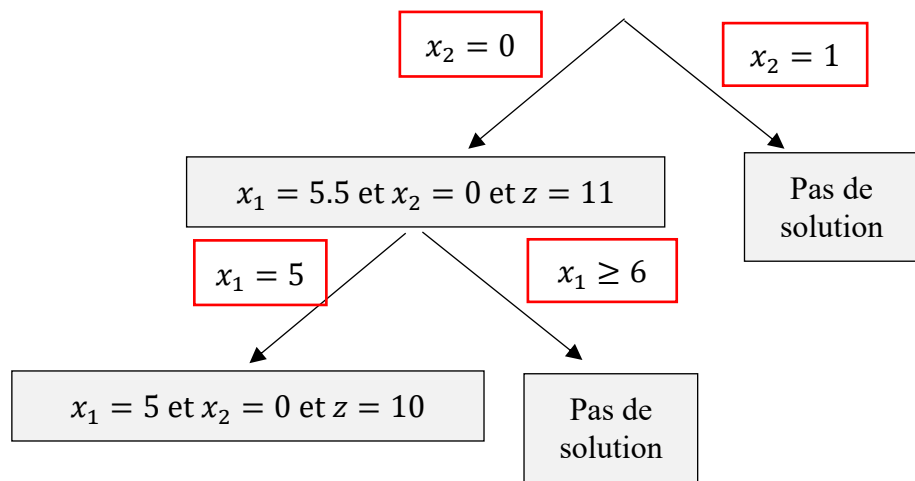 x₂ = 0
x₂ = 1
x₁ = 5.5 et x₂ = 0 et z = 11
Pas de
solution
x₁ = 5
x₁ ≥ 6
x₁ = 5 et x₂ = 0 et z = 10
Pas de
solution